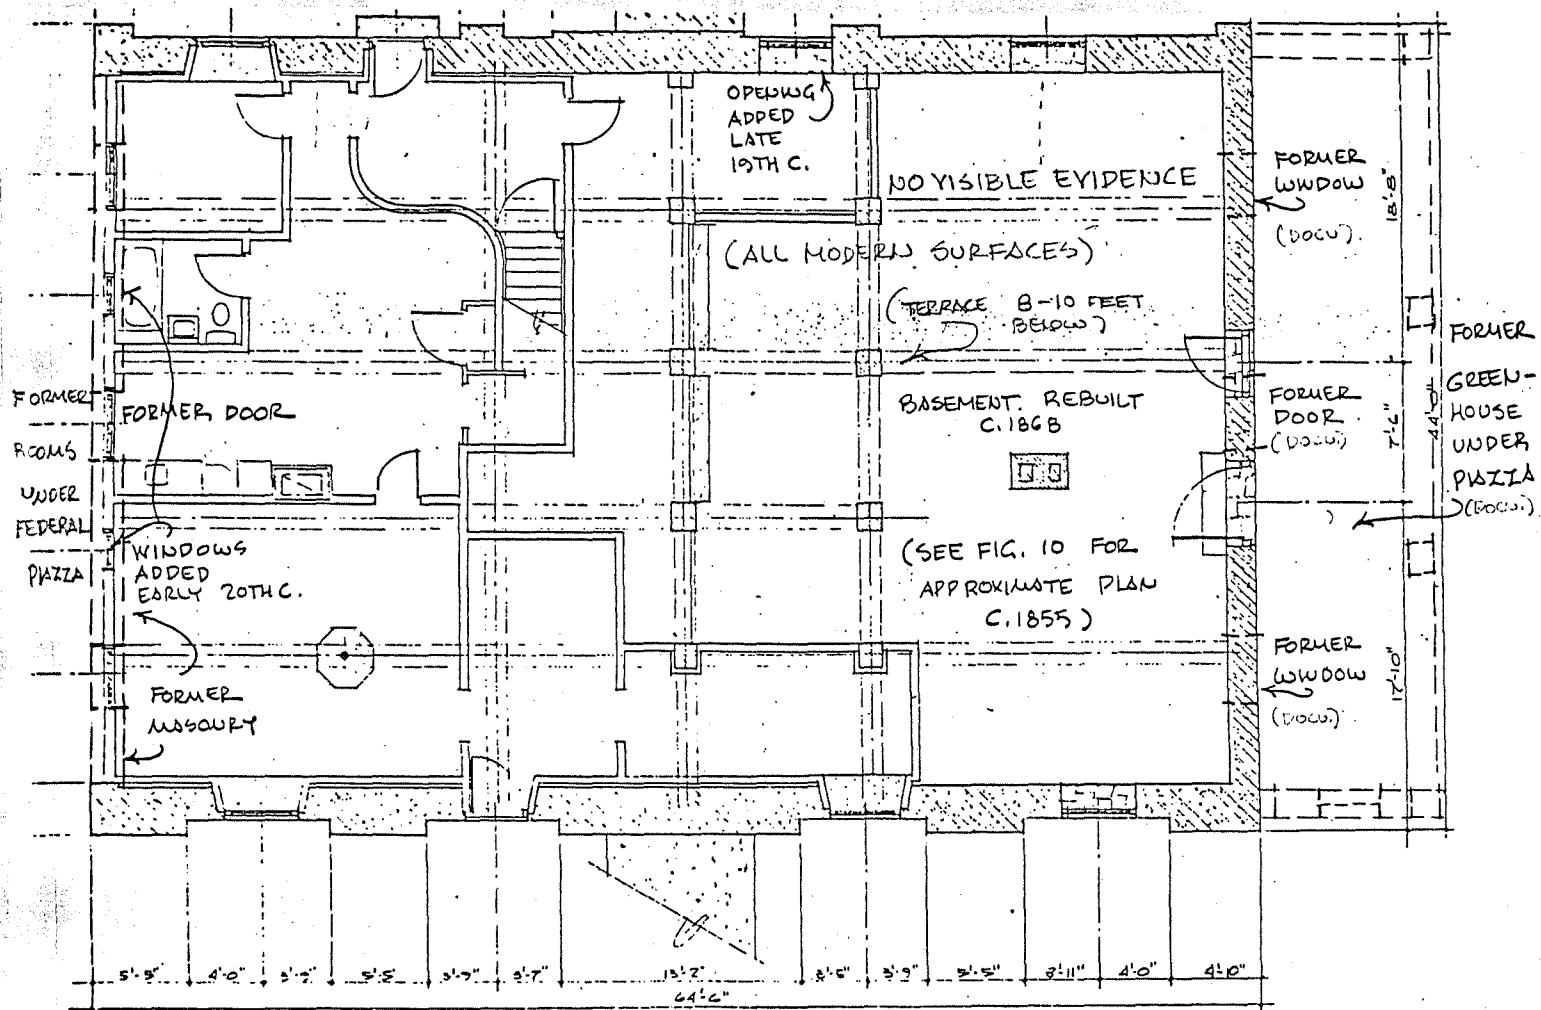 OPENING
ADDED
LATE
19TH C.
NO VISIBLE EVIDENCE
(ALL MODERN SURFACES)
(TERRACE 8-10 FEET
BELOW)
BASEMENT REBUILT
C.1868
(SEE FIG. 10 FOR
APPROXIMATE PLAN
C.1855)
FORMER
WINDOW
(DOCU.)
18'-8"
FORMER
DOOR
(DOCU)
7'-6"
44'-0"
FORMER
GREEN-
HOUSE
UNDER
PIAZZA
(DOCU.)
FORMER
WINDOW
(DOCU.)
17'-10"
FORMER
ROOMS
UNDER
FEDERAL
PIAZZA
FORMER DOOR
WINDOWS
ADDED
EARLY 20TH C.
FORMER
MASONRY
4'-0"
5'-5"
3'-7"
13'-2"
3'-9"
5'-5"
3'-11"
4'-0"
4'-10"
64'-6"